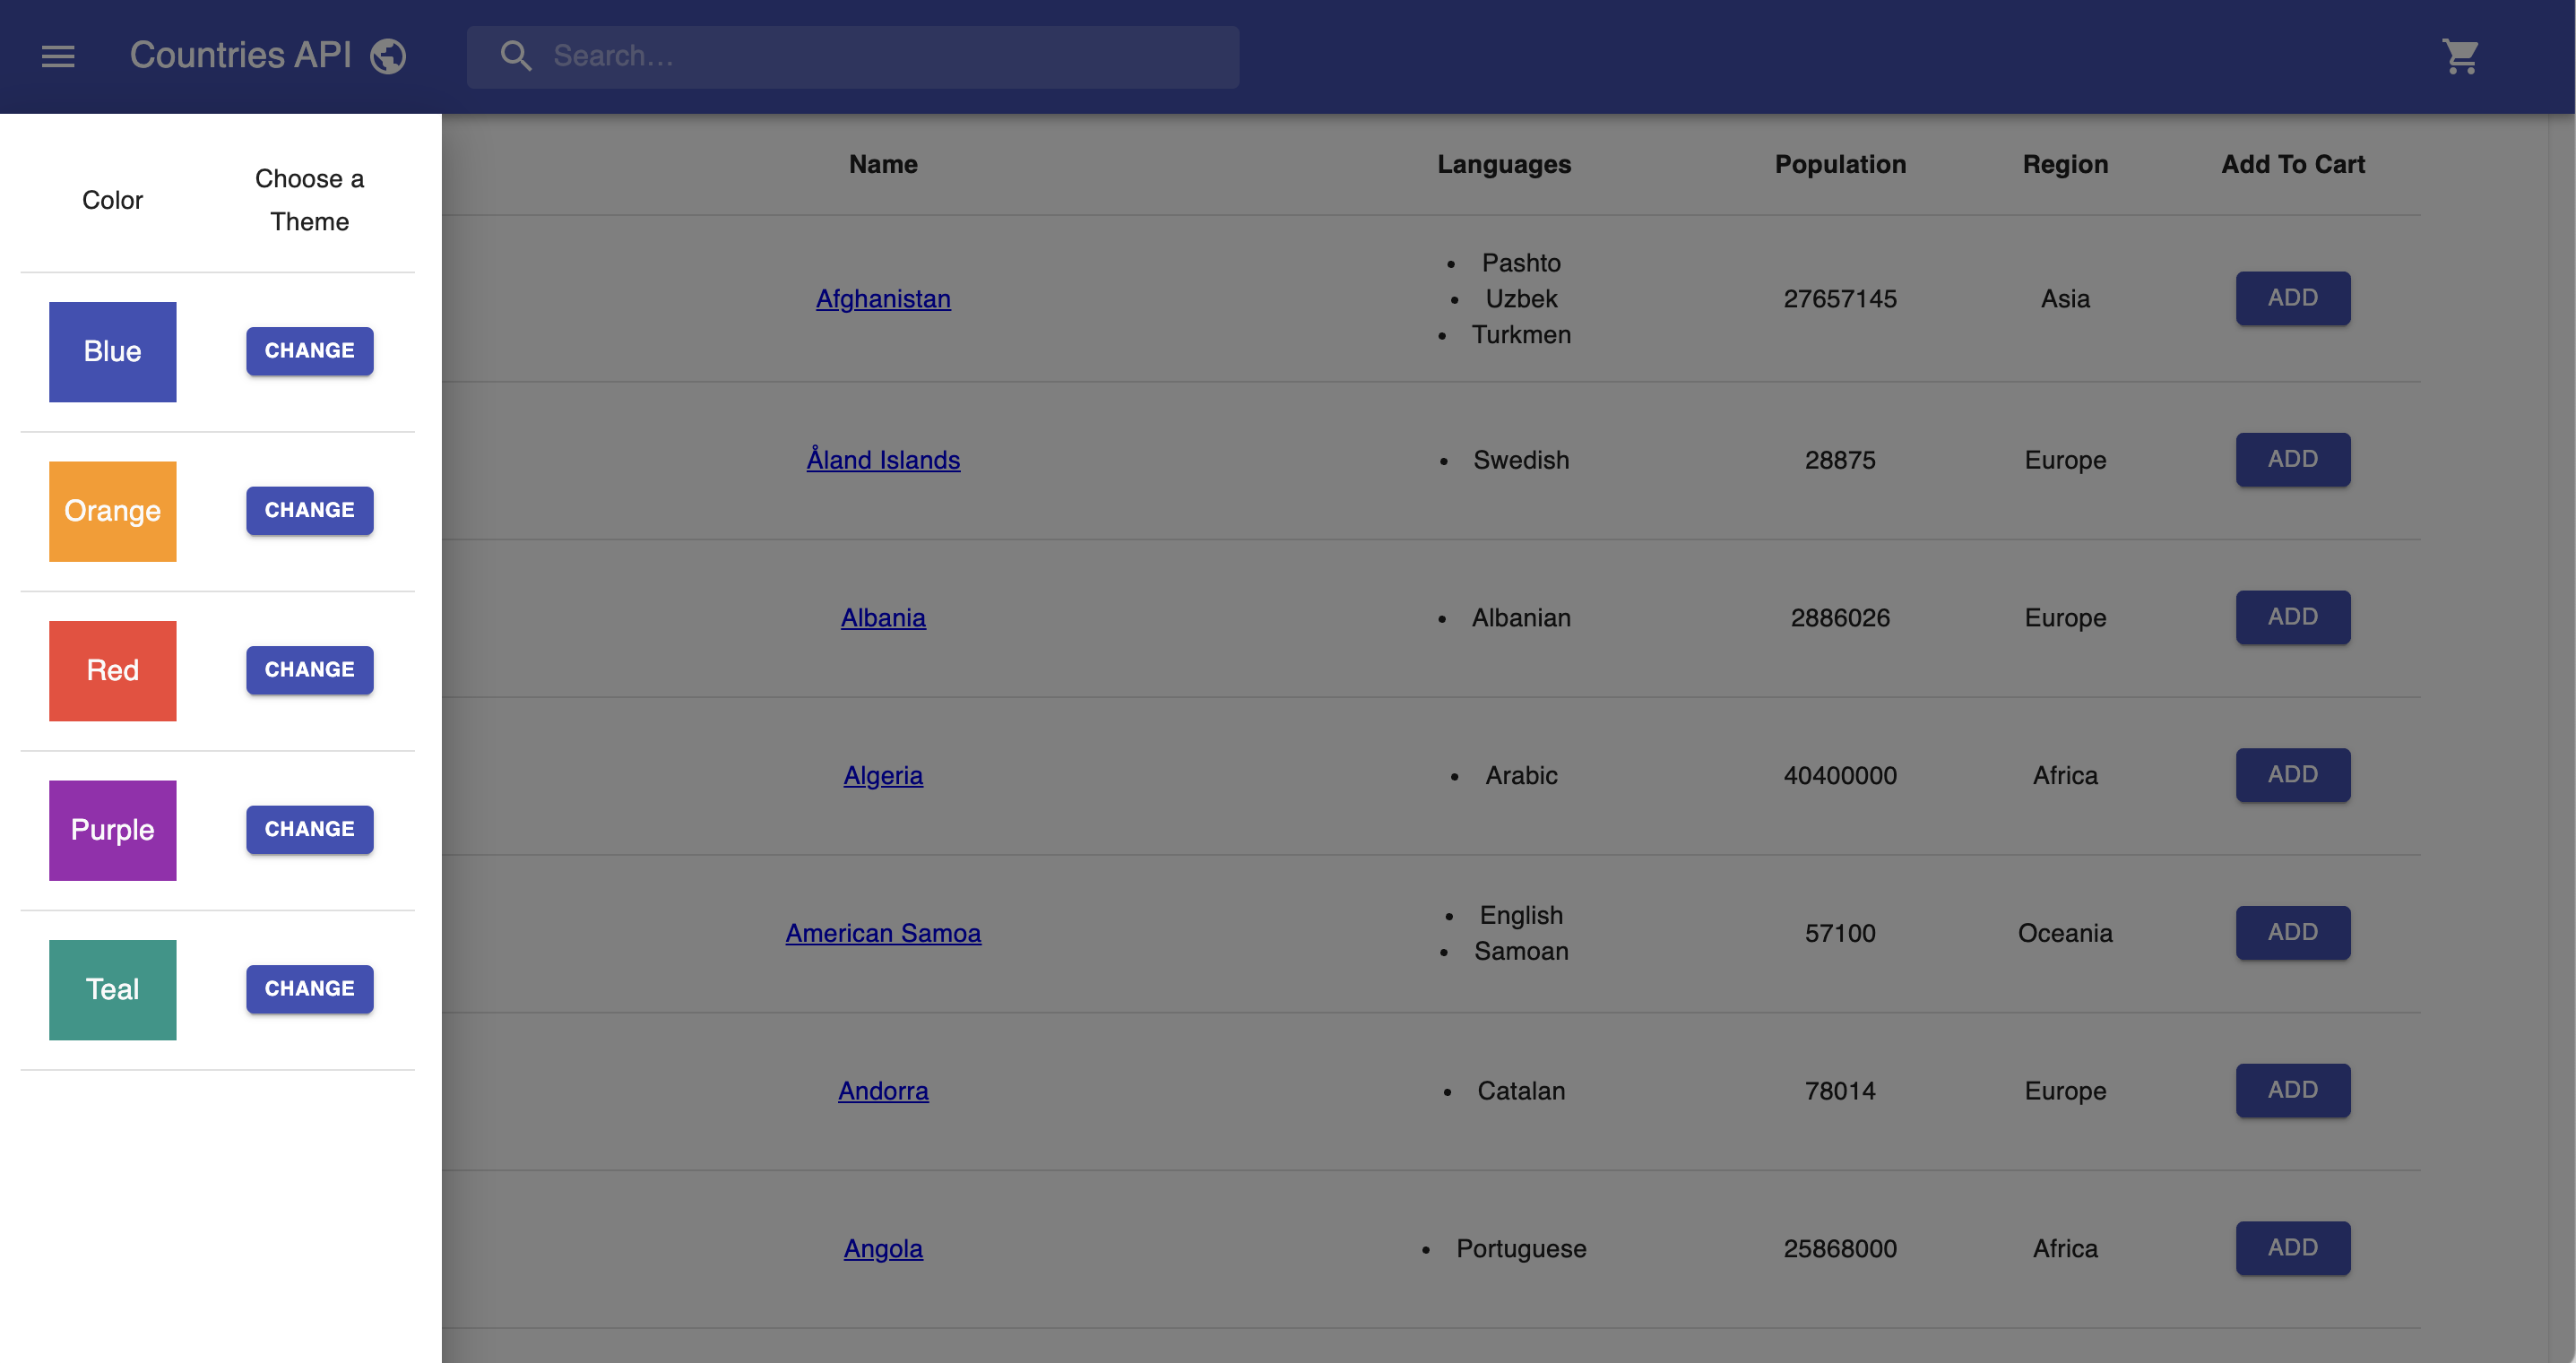 Countries API
Search...
Color
Choose a
Theme
Blue CHANGE
Orange CHANGE
Red CHANGE
Purple CHANGE
Teal CHANGE
Name Languages Population Region Add To Cart
Afghanistan • Pashto • Uzbek • Turkmen 27657145 Asia ADD
Åland Islands • Swedish 28875 Europe ADD
Albania • Albanian 2886026 Europe ADD
Algeria • Arabic 40400000 Africa ADD
American Samoa • English • Samoan 57100 Oceania ADD
Andorra • Catalan 78014 Europe ADD
Angola • Portuguese 25868000 Africa ADD